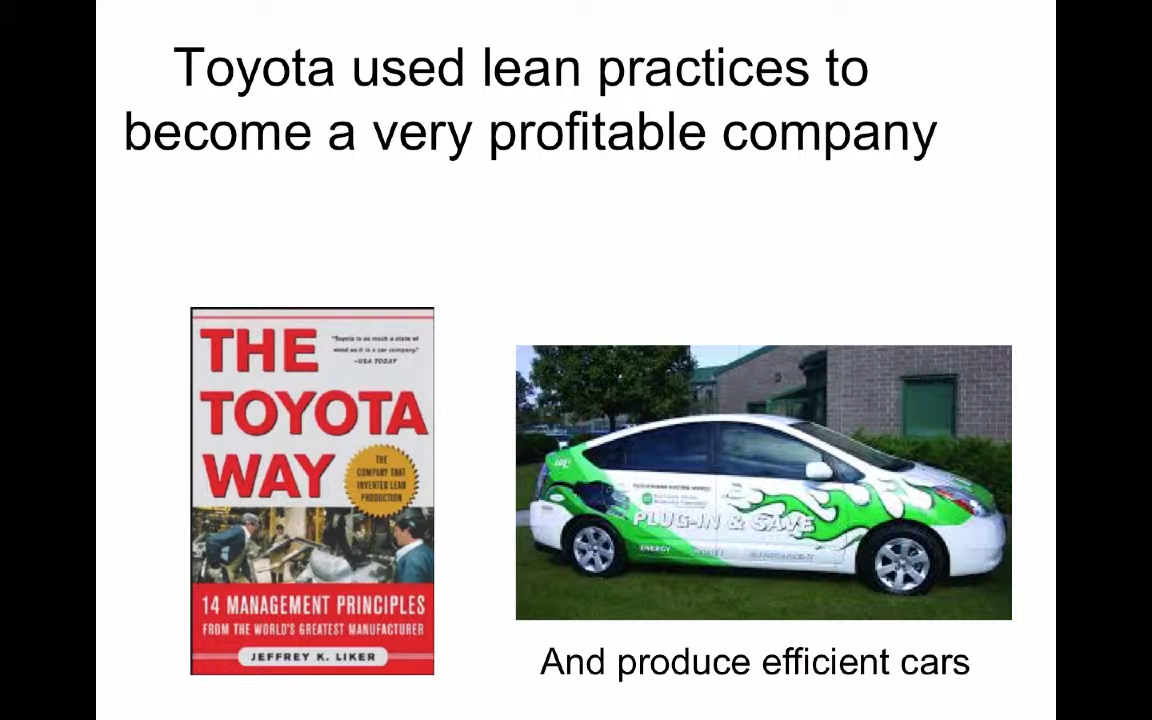 Toyota used lean practices to
become a very profitable company
THE
TOYOTA
WAY
"Toyota is as much a state of
mind as it is a car company."
–USA TODAY
THE
COMPANY THAT
INVENTED LEAN
PRODUCTION
14 MANAGEMENT PRINCIPLES
FROM THE WORLD'S GREATEST MANUFACTURER
JEFFREY K. LIKER
PLUG-IN & SAVE
ENERGY
And produce efficient cars